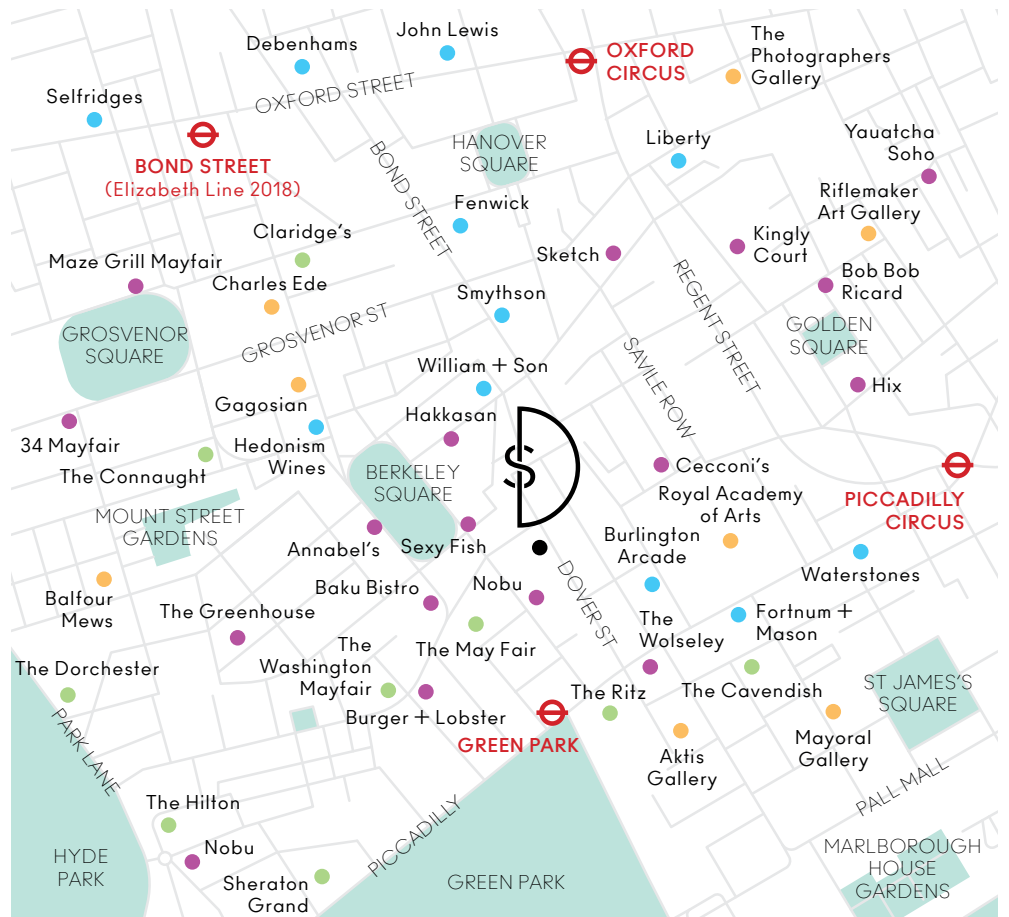 John Lewis
Debenhams
OXFORD
CIRCUS
The
Photographers
Gallery
Selfridges
OXFORD STREET
BOND STREET
(Elizabeth Line 2018)
HANOVER
SQUARE
Liberty
Yauatcha
Soho
BOND STREET
Riflemaker
Art Gallery
Fenwick
Claridge's
Sketch
Kingly
Court
Maze Grill Mayfair
Charles Ede
Bob Bob
Ricard
REGENT STREET
Smythson
GROSVENOR
SQUARE
GROSVENOR ST
GOLDEN
SQUARE
SAVILE ROW
William + Son
Hix
Gagosian
Hakkasan
34 Mayfair
Hedonism
Wines
The Connaught
BERKELEY
SQUARE
S
Cecconi's
PICCADILLY
CIRCUS
Royal Academy
of Arts
MOUNT STREET
GARDENS
Annabel's
Sexy Fish
Burlington
Arcade
Waterstones
DOVER ST
Balfour
Mews
Baku Bistro
Nobu
The Greenhouse
The
Wolseley
Fortnum +
Mason
The May Fair
The
Washington
Mayfair
The Dorchester
The Ritz
The Cavendish
ST JAMES'S
SQUARE
Burger + Lobster
GREEN PARK
PARK LANE
Aktis
Gallery
Mayoral
Gallery
PALL MALL
The Hilton
PICCADILLY
Nobu
HYDE
PARK
Sheraton
Grand
GREEN PARK
MARLBOROUGH
HOUSE
GARDENS